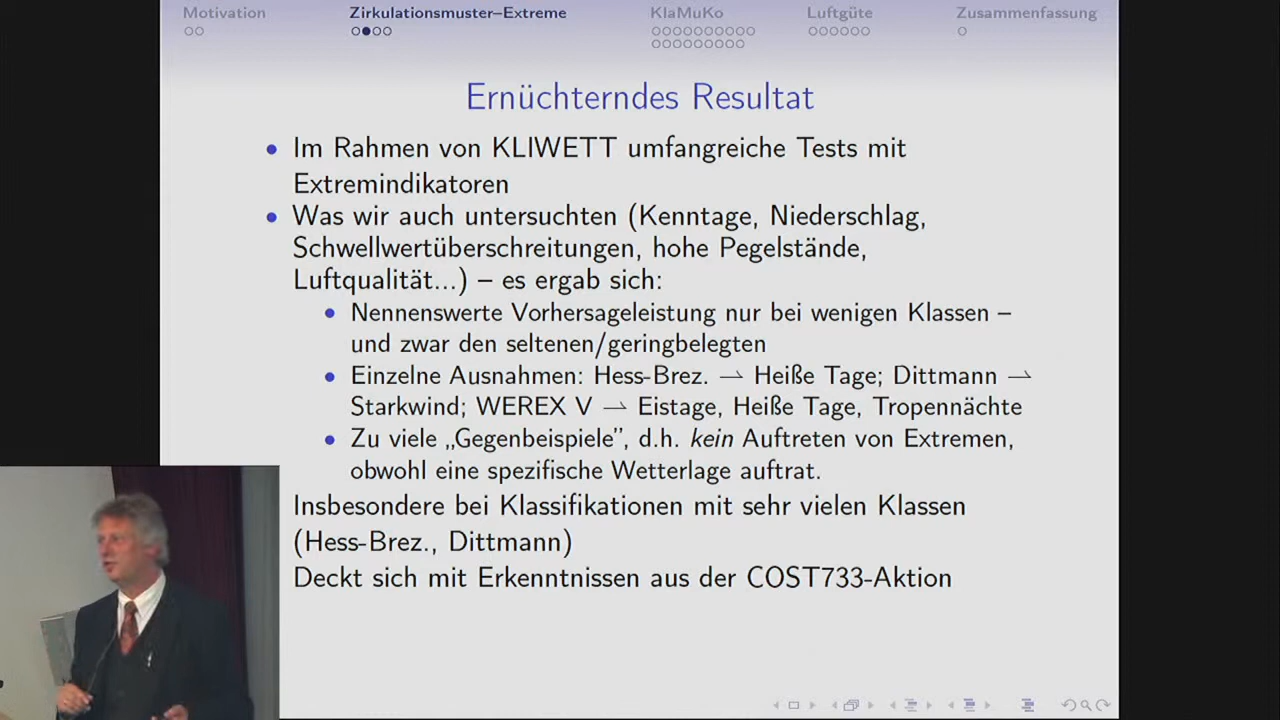 Motivation Zirkulationsmuster–Extreme KlaMuKo Luftgüte Zusammenfassung
Ernüchterndes Resultat
• Im Rahmen von KLIWETT umfangreiche Tests mit
Extremindikatoren
• Was wir auch untersuchten (Kenntage, Niederschlag,
Schwellwertüberschreitungen, hohe Pegelstände,
Luftqualität...) – es ergab sich:
• Nennenswerte Vorhersageleistung nur bei wenigen Klassen –
und zwar den seltenen/geringbelegten
• Einzelne Ausnahmen: Hess-Brez. ⇀ Heiße Tage; Dittmann ⇀
Starkwind; WEREX V ⇀ Eistage, Heiße Tage, Tropennächte
• Zu viele „Gegenbeispiele”, d.h. kein Auftreten von Extremen,
obwohl eine spezifische Wetterlage auftrat.
Insbesondere bei Klassifikationen mit sehr vielen Klassen
(Hess-Brez., Dittmann)
Deckt sich mit Erkenntnissen aus der COST733-Aktion